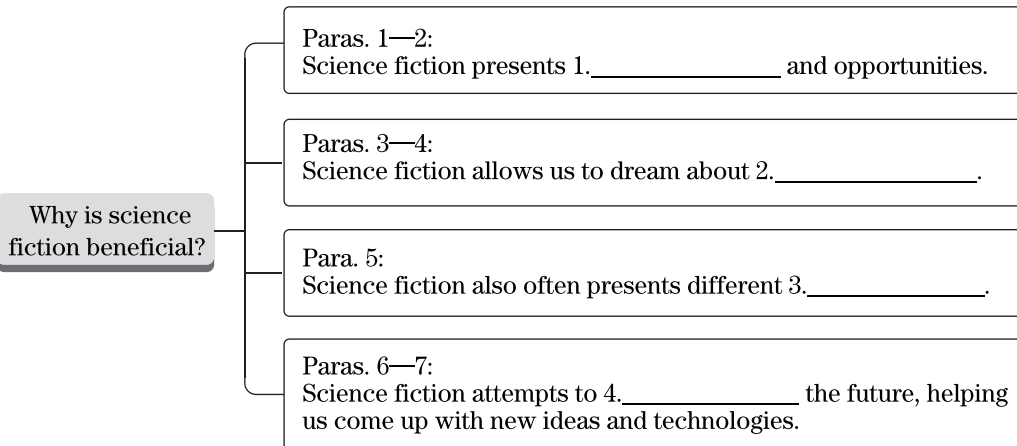 Why is science
fiction beneficial?
Paras. 1—2:
Science fiction presents 1.______________ and opportunities.
Paras. 3—4:
Science fiction allows us to dream about 2.______________.
Para. 5:
Science fiction also often presents different 3.______________.
Paras. 6—7:
Science fiction attempts to 4.______________ the future, helping
us come up with new ideas and technologies.